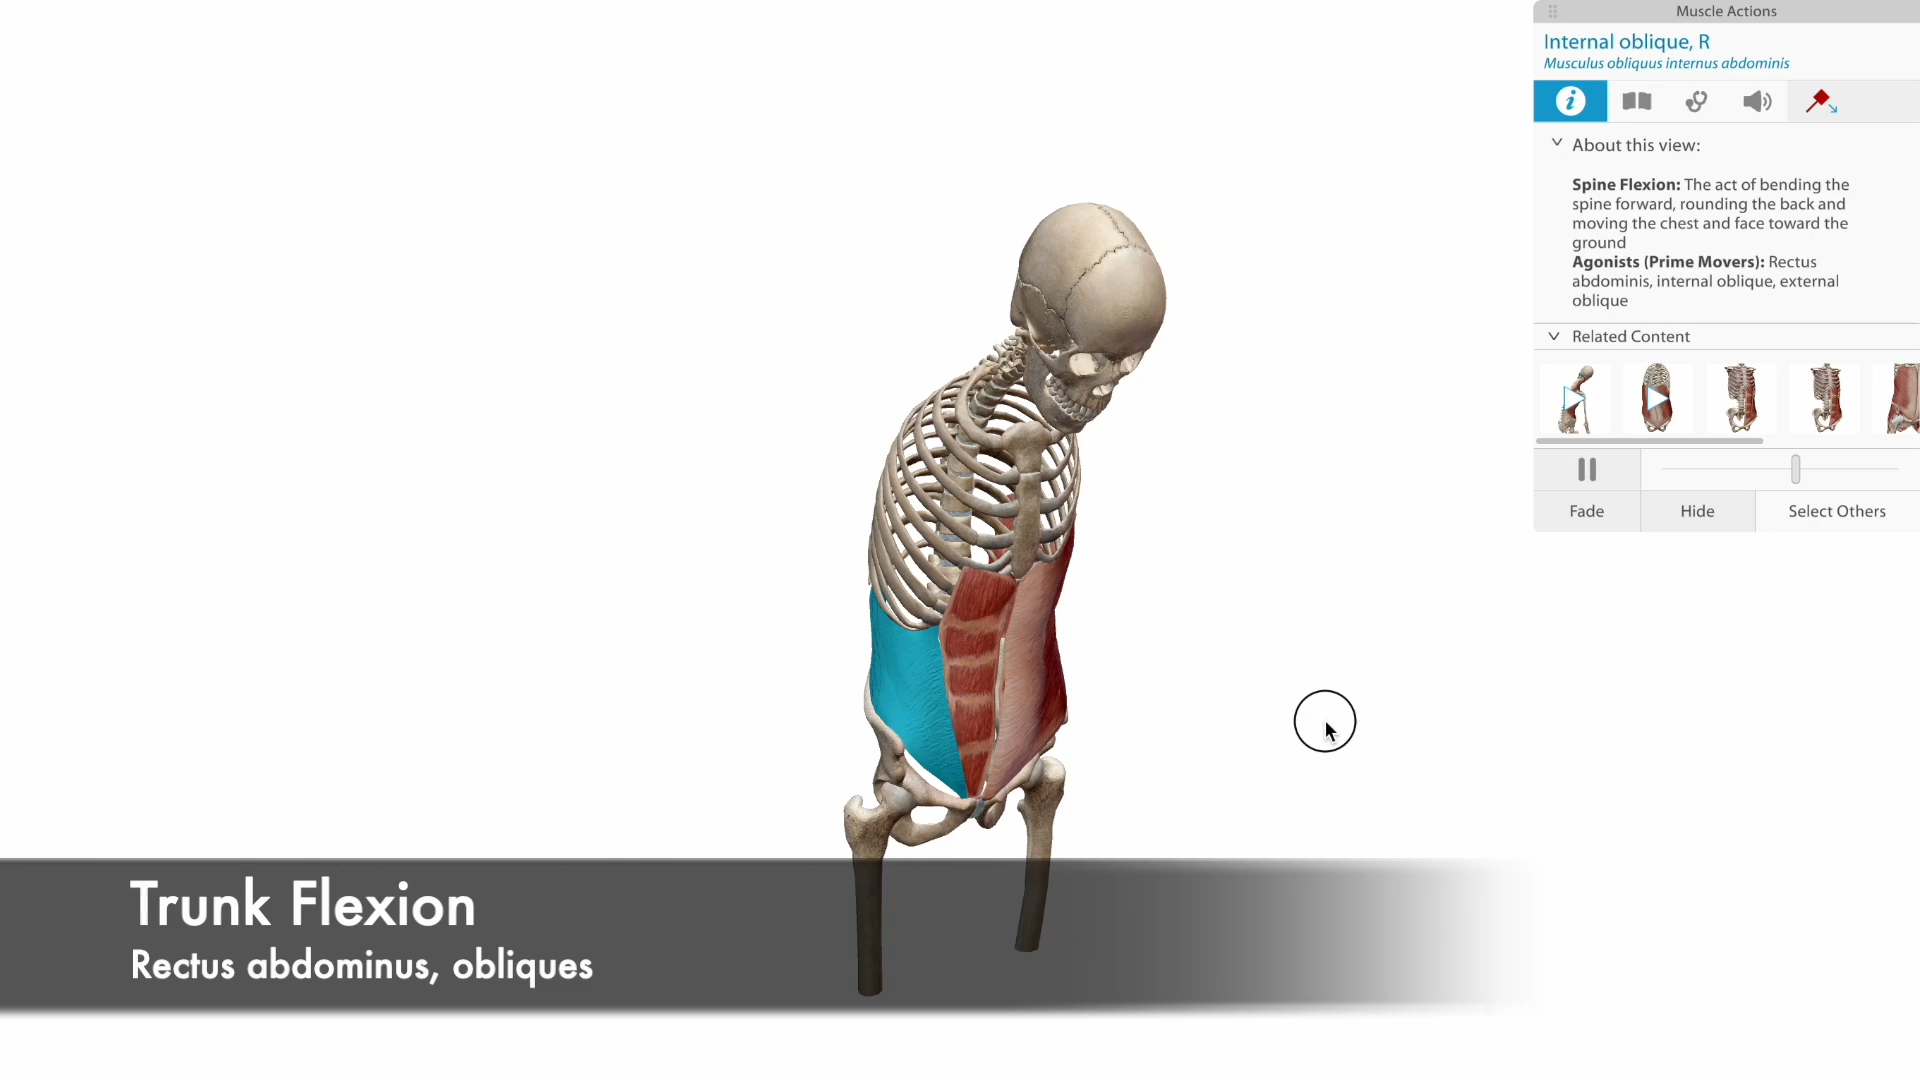 Muscle Actions
Internal oblique, R
Musculus obliquus internus abdominis
About this view:
Spine Flexion: The act of bending the
spine forward, rounding the back and
moving the chest and face toward the
ground
Agonists (Prime Movers): Rectus
abdominis, internal oblique, external
oblique
Related Content
Fade
Hide
Select Others
Trunk Flexion
Rectus abdominus, obliques